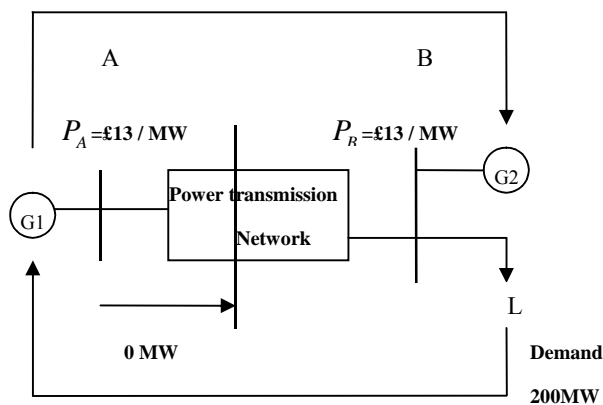 A B
P_A =£13 / MW P_B =£13 / MW
Power transmission
G1 G2
Network
L
0 MW Demand
200MW